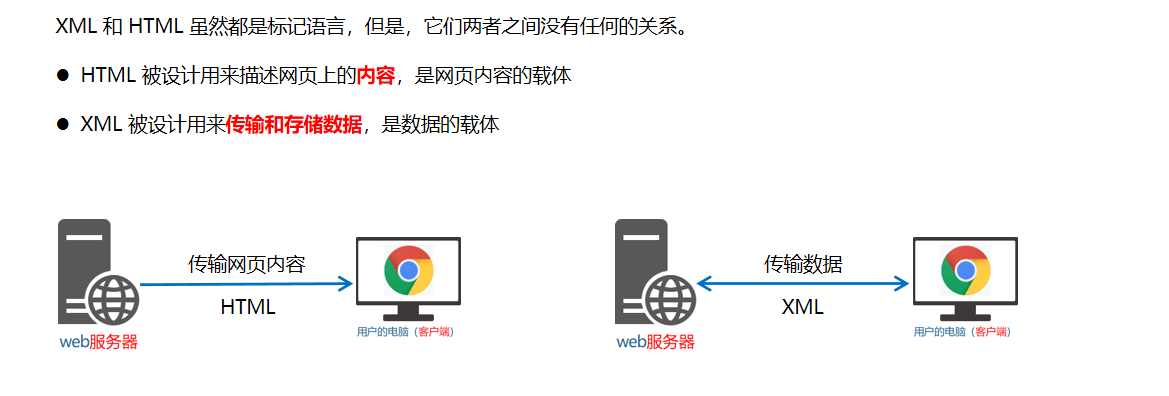 XML 和 HTML 虽然都是标记语言，但是，它们两者之间没有任何的关系。
● HTML 被设计用来描述网页上的内容，是网页内容的载体
● XML 被设计用来传输和存储数据，是数据的载体
传输网页内容
HTML
web服务器
用户的电脑（客户端）
传输数据
XML
web服务器
用户的电脑（客户端）